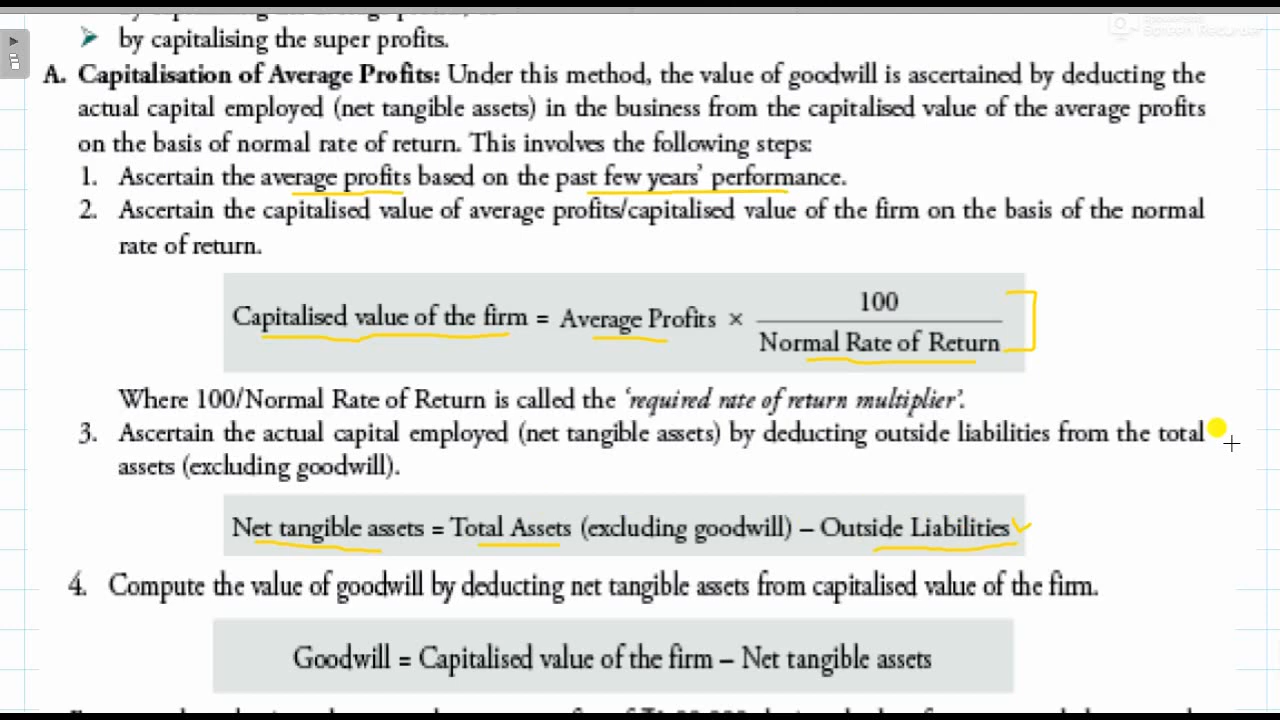 ➤ by capitalising the super profits.
Sponsored
Screen Recorder
A. Capitalisation of Average Profits: Under this method, the value of goodwill is ascertained by deducting the
actual capital employed (net tangible assets) in the business from the capitalised value of the average profits
on the basis of normal rate of return. This involves the following steps:
1. Ascertain the average profits based on the past few years' performance.
2. Ascertain the capitalised value of average profits/capitalised value of the firm on the basis of the normal
rate of return.
Capitalised value of the firm = Average Profits × 100
Normal Rate of Return
Where 100/Normal Rate of Return is called the 'required rate of return multiplier'.
3. Ascertain the actual capital employed (net tangible assets) by deducting outside liabilities from the total
assets (excluding goodwill).
Net tangible assets = Total Assets (excluding goodwill) – Outside Liabilities
4. Compute the value of goodwill by deducting net tangible assets from capitalised value of the firm.
Goodwill = Capitalised value of the firm – Net tangible assets